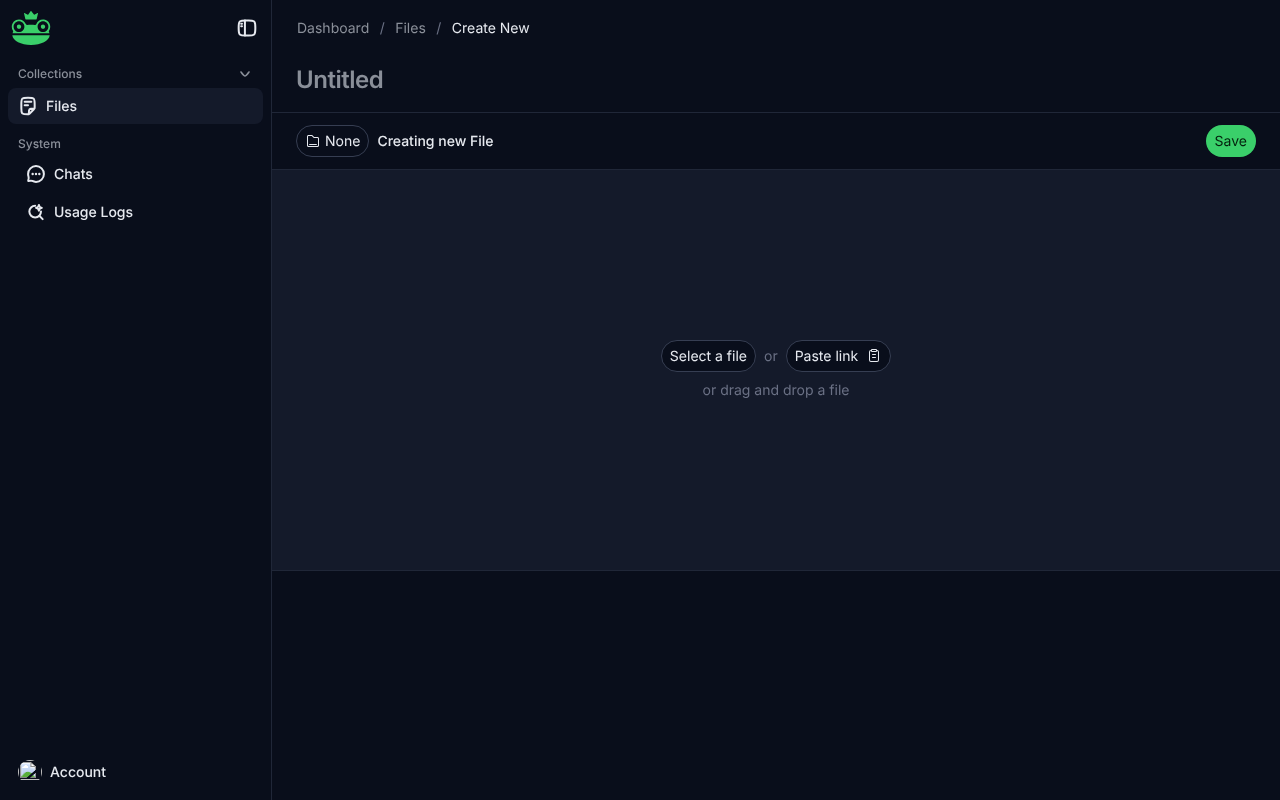 Dashboard / Files / Create New
Untitled
Collections
Files
System
Chats
Usage Logs
None Creating new File Save
Select a file or Paste link
or drag and drop a file
Account